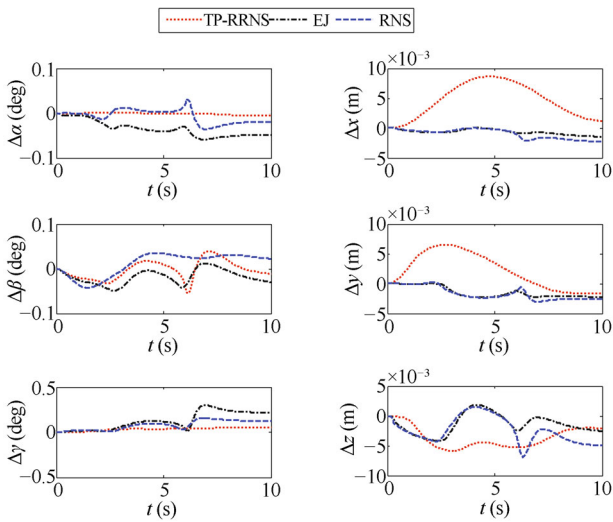 TP-RRNS EJ RNS
0.1
0
−0.1
Δα (deg)
0 5 10
t (s)
×10⁻³
10
5
0
−5
Δx (m)
0 5 10
t (s)
0.1
0
−0.1
Δβ (deg)
0 5 10
t (s)
×10⁻³
10
5
0
−5
Δy (m)
0 5 10
t (s)
0.5
0
−0.5
Δγ (deg)
0 5 10
t (s)
×10⁻³
5
0
−5
−10
Δz (m)
0 5 10
t (s)